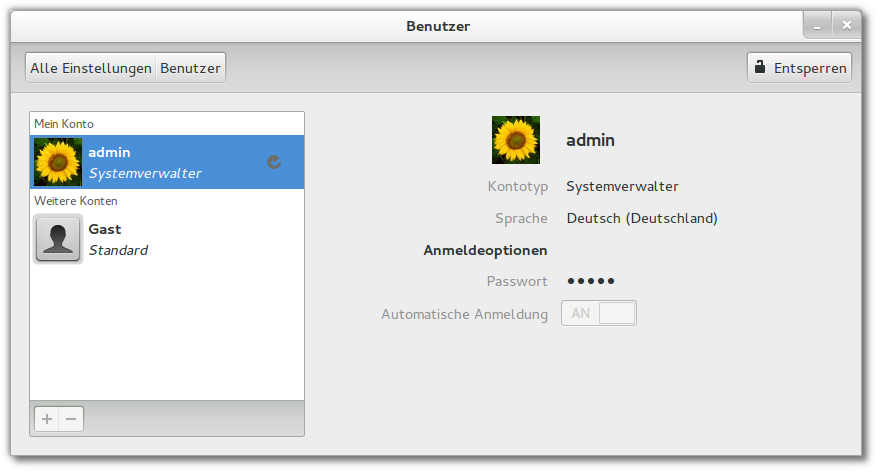 Benutzer
Alle Einstellungen Benutzer Entsperren
Mein Konto
admin
Systemverwalter
Weitere Konten
Gast
Standard
admin
Kontotyp Systemverwalter
Sprache Deutsch (Deutschland)
Anmeldeoptionen
Passwort •••••
Automatische Anmeldung AN